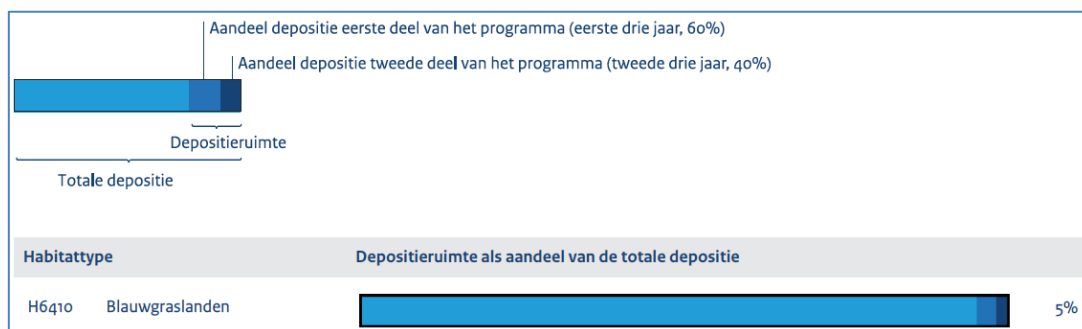 Aandeel depositie eerste deel van het programma (eerste drie jaar, 60%)
Aandeel depositie tweede deel van het programma (tweede drie jaar, 40%)
Depositieruimte
Totale depositie
Habitattype Depositieruimte als aandeel van de totale depositie
H6410 Blauwgraslanden 5%